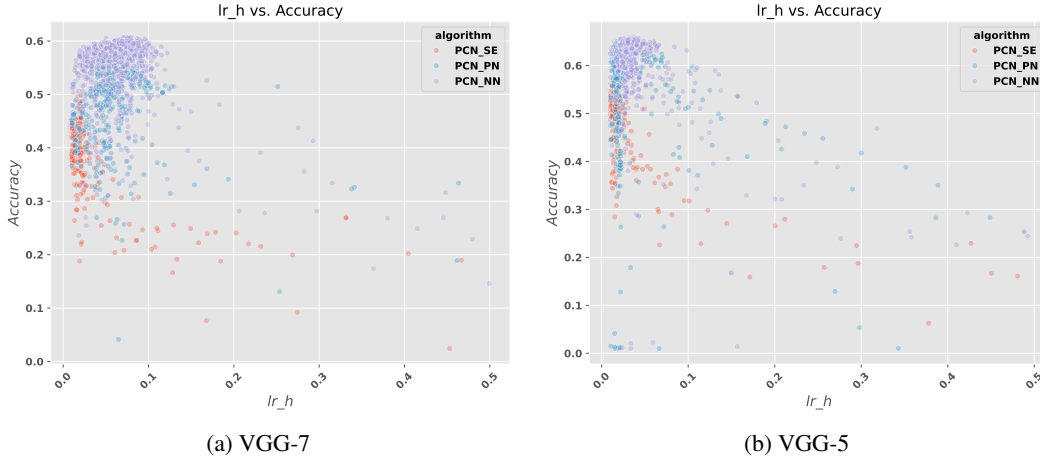 lr_h vs. Accuracy
algorithm
PCN_SE
PCN_PN
PCN_NN
Accuracy
0.6
0.5
0.4
0.3
0.2
0.1
0.0
0.0 0.1 0.2 0.3 0.4 0.5
lr_h
(a) VGG-7
lr_h vs. Accuracy
algorithm
PCN_SE
PCN_PN
PCN_NN
Accuracy
0.6
0.5
0.4
0.3
0.2
0.1
0.0
0.0 0.1 0.2 0.3 0.4 0.5
lr_h
(b) VGG-5